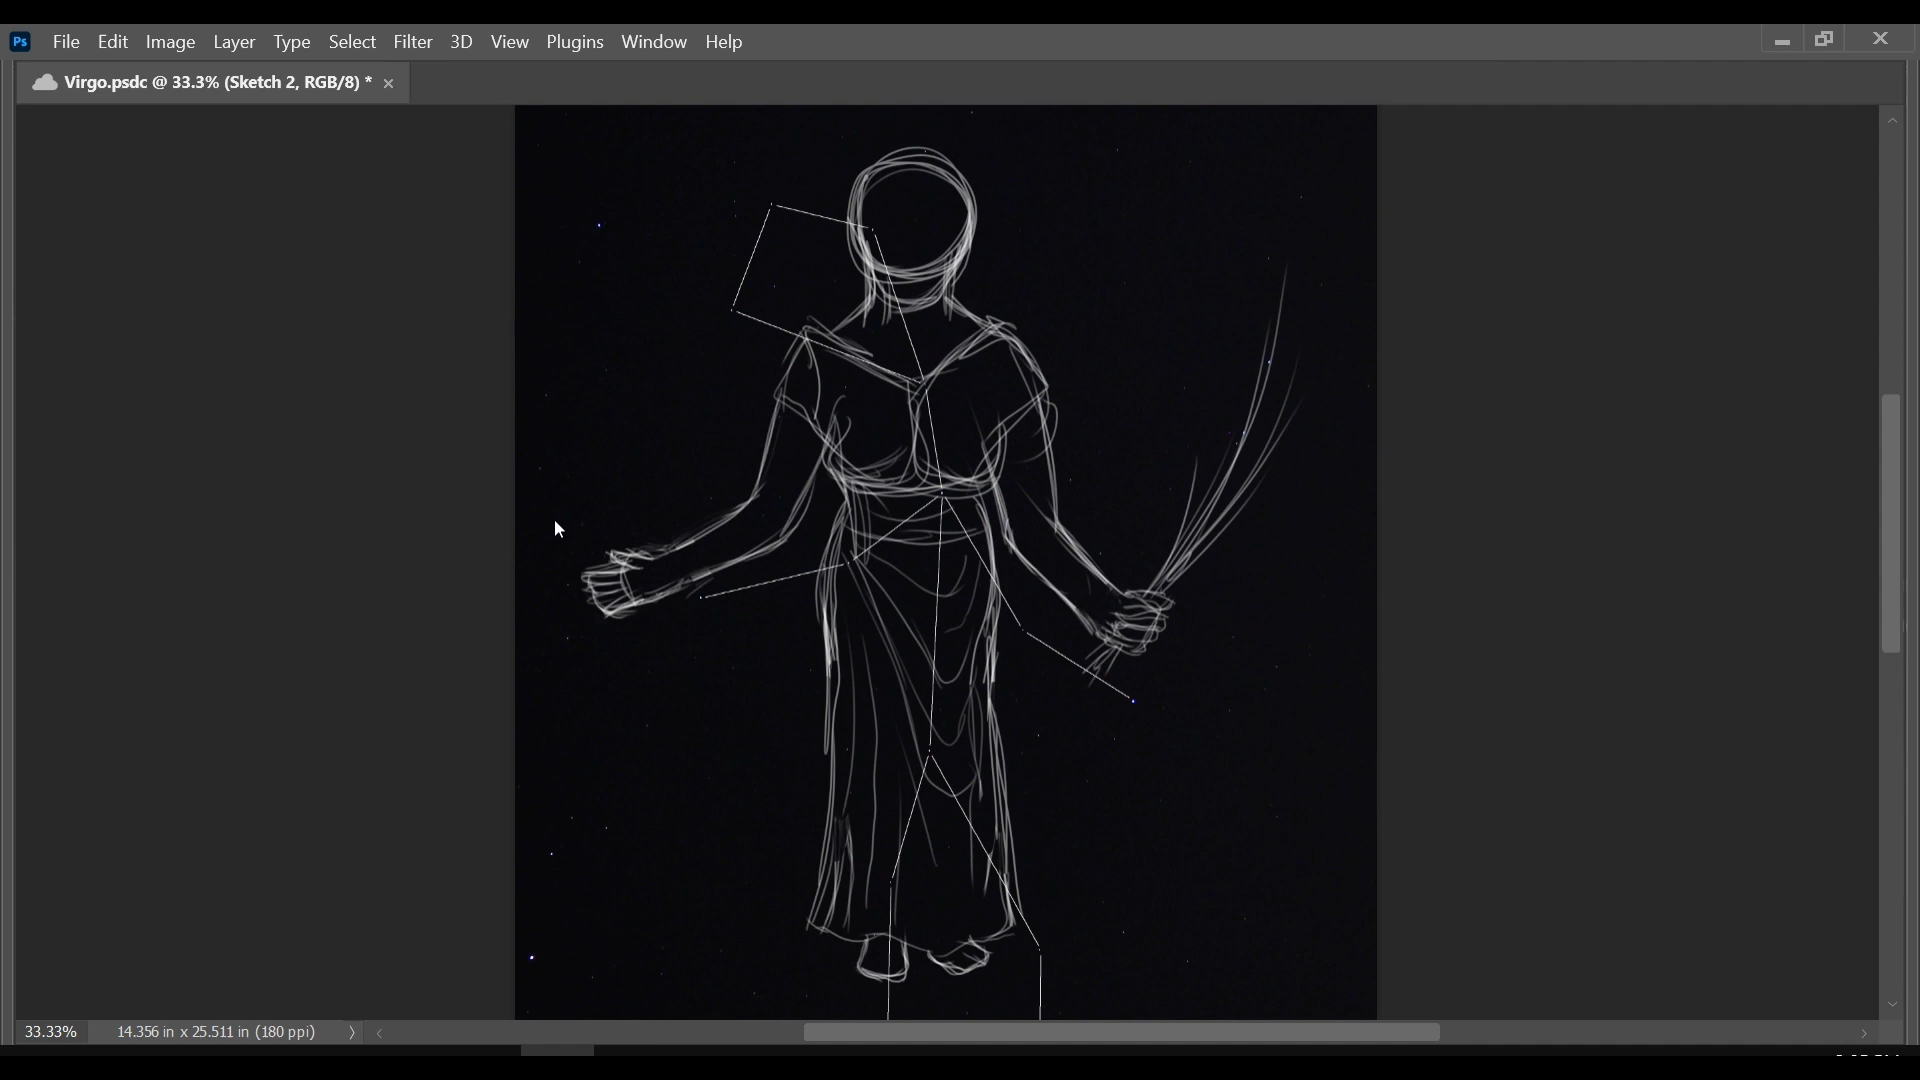 Ps File Edit Image Layer Type Select Filter 3D View Plugins Window Help
Virgo.psdc @ 33.3% (Sketch 2, RGB/8) *
33.33% 14.356 in x 25.511 in (180 ppi)